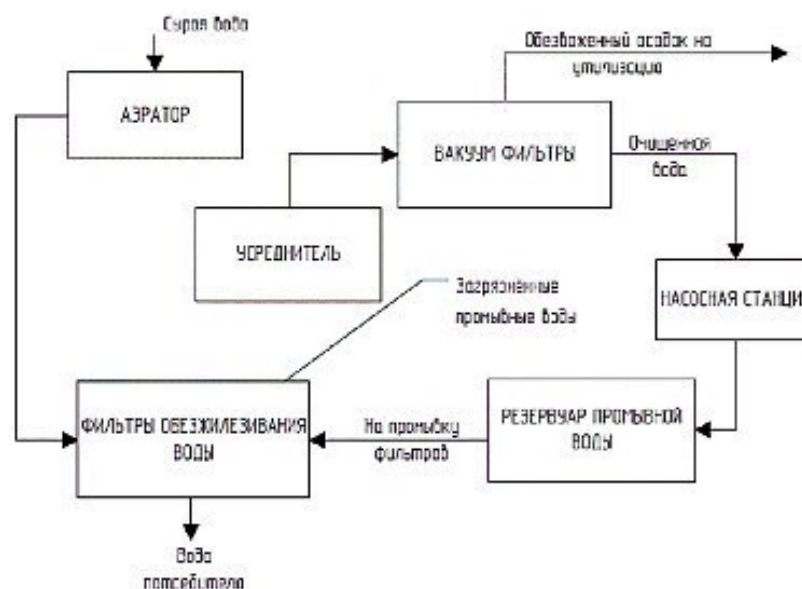 Сырая вода
АЭРАТОР
Обезвоженный осадок на
утилизацию
ВАКУУМ ФИЛЬТРЫ
Очищенная
вода
УСРЕДНИТЕЛЬ
Загрязнённые
промывные воды
НАСОСНАЯ СТАНЦИ
ФИЛЬТРЫ ОБЕЗЖИЛЕЗИВАНИЯ
ВОДЫ
На промывку
фильтров
РЕЗЕРВУАР ПРОМЫВНОЙ
ВОДЫ
Вода
потребителю